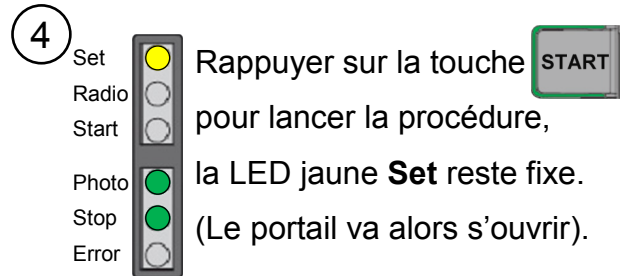 4
Set
Radio
Start
Photo
Stop
Error
Rappuyer sur la touche START
pour lancer la procédure,
la LED jaune Set reste fixe.
(Le portail va alors s’ouvrir).